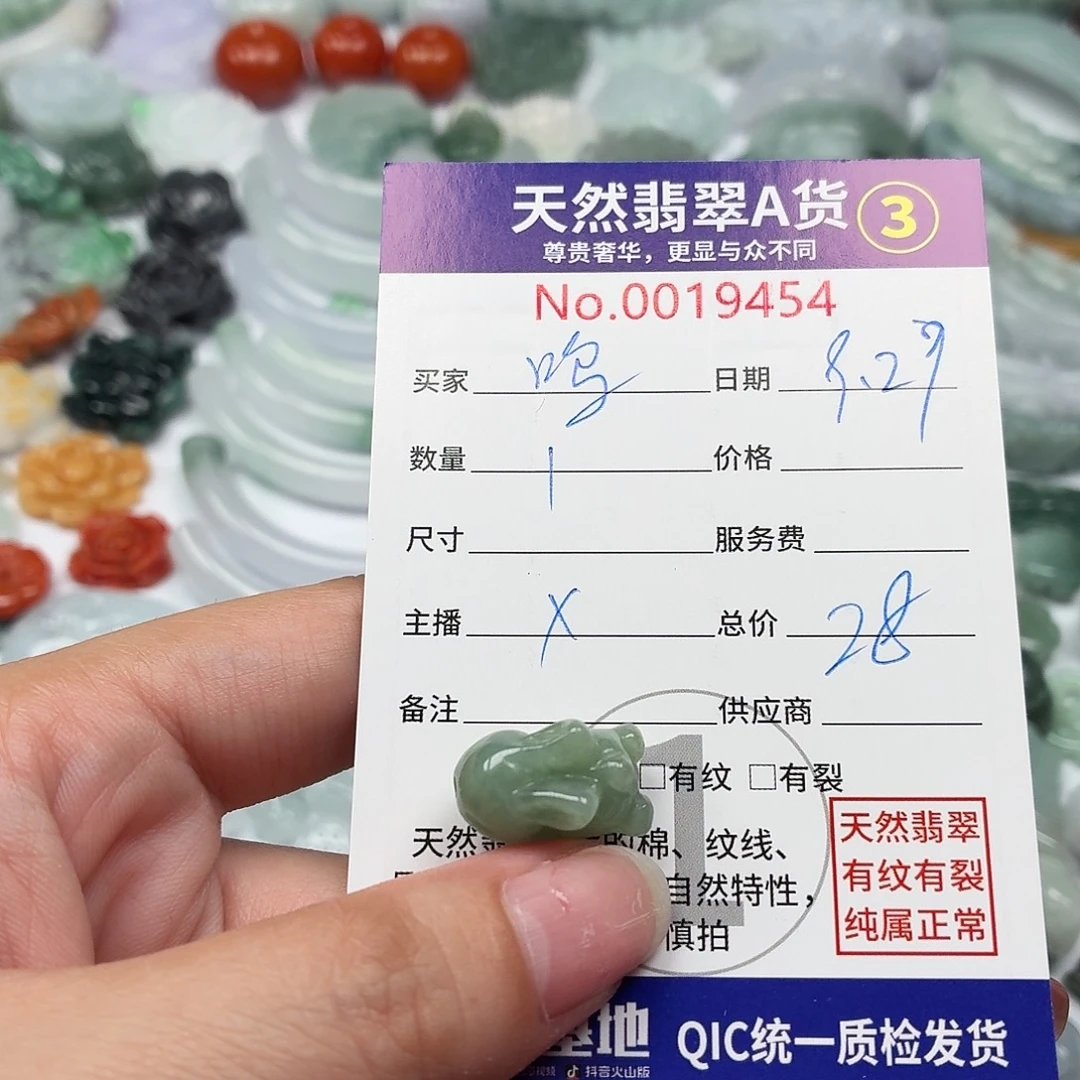 天然翡翠A货 3
尊贵奢华，更显与众不同
No.0019454
买家 鸣 日期
数量 1 价格
尺寸 服务费
主播 X 总价 28
备注 供应商
□有纹 □有裂
天然 的棉、纹线、
自然特性，
慎拍
天然翡翠
有纹有裂
纯属正常
1
基地 QIC统一质检发货
抖音火山版